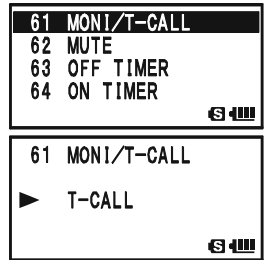 61 MONI/T-CALL
62 MUTE
63 OFF TIMER
64 ON TIMER
S
61 MONI/T-CALL
T-CALL
S